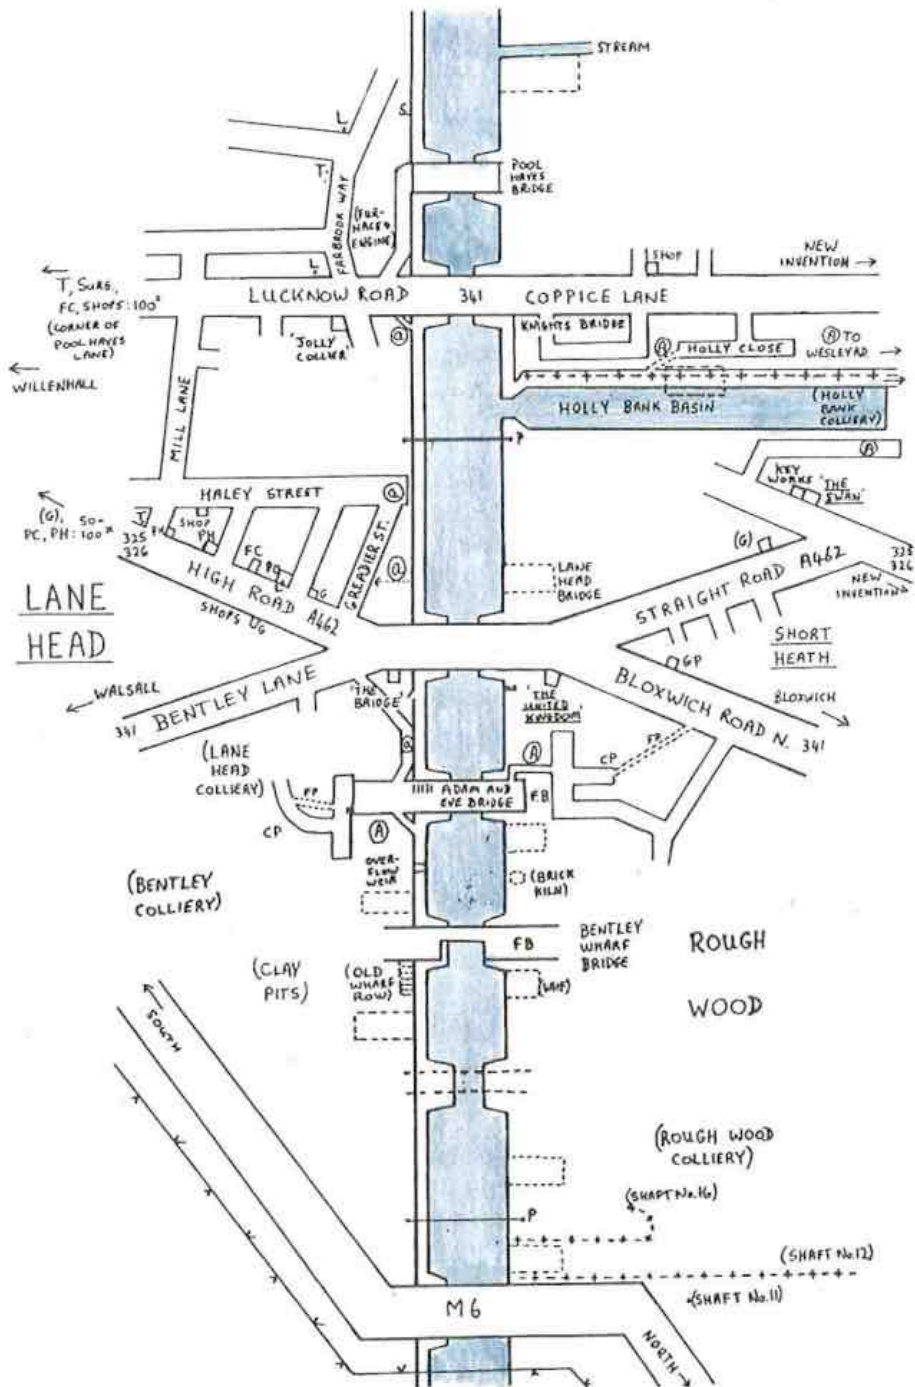 STREAM
L
S
POOL
HAYES
BRIDGE
T
FARBROOK WAY
(FUR-
NACE &
ENGINE)
L
SHOP
NEW
INVENTION →
←
T, SURG.,
FC, SHOPS: 100ˣ
(CORNER OF
POOL HAYES
LANE)
LUCKNOW ROAD 341 COPPICE LANE
'JOLLY
COLLIER'
a
KNIGHTS BRIDGE
A
HOLLY CLOSE
A TO
WESLEY RD. →
←
WILLENHALL
MILL LANE
HOLLY BANK BASIN
(HOLLY
BANK
COLLIERY)
P
A
KEY
WORKS
'THE
SWAN'
HALEY STREET
a
(G), 50-
PC, PH: 100ˣ
T
325
326
SHOP
PH
FC
PO
L
G
GREADIER ST.
a
HIGH ROAD A462
SHOPS
G
LANE
HEAD
LANE
HEAD
BRIDGE
(G)
STRAIGHT ROAD A462
325
326
NEW
INVENTION
SHORT
HEATH
GP
BLOXWICH
BLOXWICH ROAD N. 341
WALSALL
341 BENTLEY LANE
'THE
BRIDGE'
'THE
UNITED
KINGDOM'
(LANE
HEAD
COLLIERY)
a
A
FP
CP
FP
CP
ADAM AND
EVE BRIDGE
FB
A
OVER-
FLOW
WEIR
(BRICK
KILN)
(BENTLEY
COLLIERY)
FB
BENTLEY
WHARF
BRIDGE
ROUGH
WOOD
(CLAY
PITS)
(OLD
WHARF
ROW)
SOUTH
(ROUGH WOOD
COLLIERY)
(SHAFT No.16)
P
(SHAFT No.12)
(SHAFT No.11)
M6
NORTH